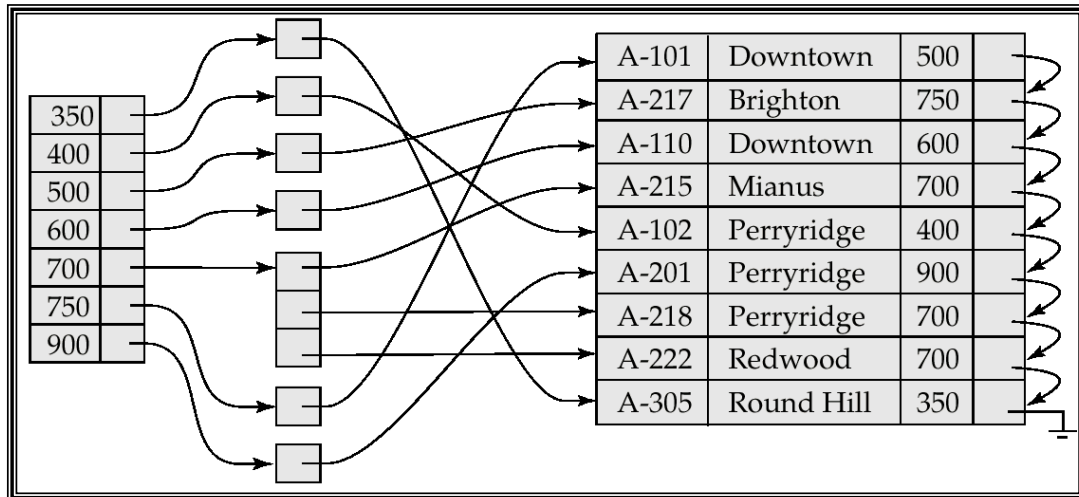 350
400
500
600
700
750
900
A-101 Downtown 500
A-217 Brighton 750
A-110 Downtown 600
A-215 Mianus 700
A-102 Perryridge 400
A-201 Perryridge 900
A-218 Perryridge 700
A-222 Redwood 700
A-305 Round Hill 350